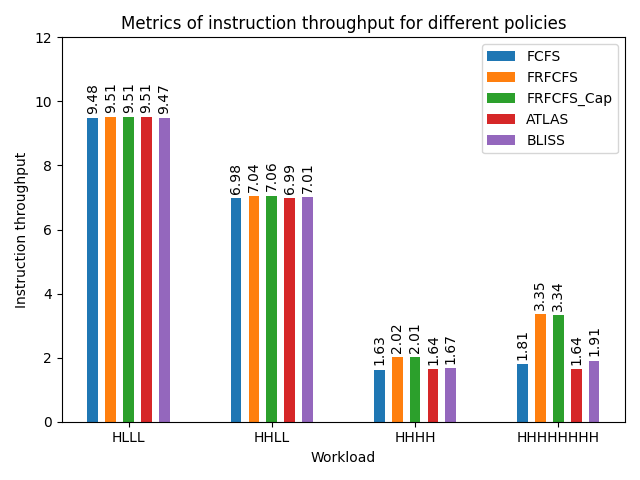 Metrics of instruction throughput for different policies
12
10
8
6
4
2
0
Instruction throughput
9.48
9.51
9.51
9.51
9.47
6.98
7.04
7.06
6.99
7.01
1.63
2.02
2.01
1.64
1.67
1.81
3.35
3.34
1.64
1.91
FCFS
FRFCFS
FRFCFS_Cap
ATLAS
BLISS
HLLL
HHLL
HHHH
HHHHHHHH
Workload